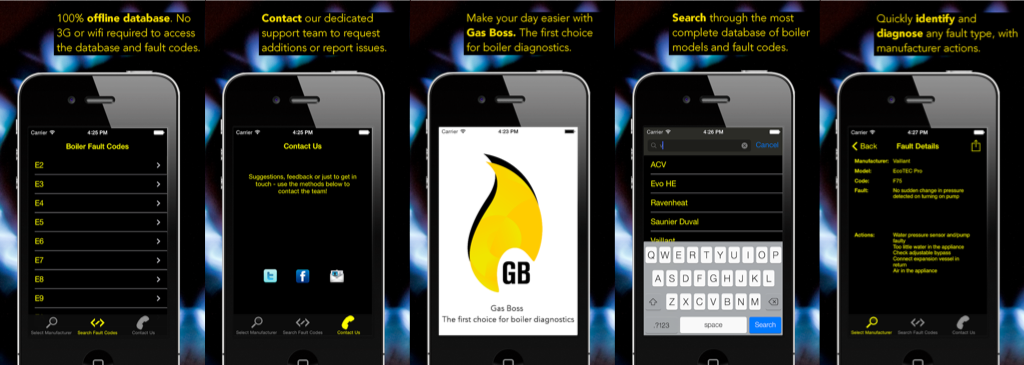 100% offline database. No
3G or wifi required to access
the database and fault codes.
Carrier
4:25 PM
Boiler Fault Codes
E2
E3
E4
E5
E6
E7
E8
E9
Select Manufacturer
Search Fault Codes
Contact Us
Contact our dedicated
support team to request
additions or report issues.
Carrier
4:25 PM
Contact Us
Suggestions, feedback or just to get in
touch - use the methods below to
contact the team!
Select Manufacturer
Search Fault Codes
Contact Us
Make your day easier with
Gas Boss. The first choice
for boiler diagnostics.
Carrier
4:23 PM
GB
Gas Boss
The first choice for boiler diagnostics
Search through the most
complete database of boiler
models and fault codes.
Carrier
4:26 PM
v
Cancel
ACV
Evo HE
Ravenheat
Saunier Duval
Vaillant
Q W E R T Y U I O P
A S D F G H J K L
Z X C V B N M
.?123
space
Search
Quickly identify and
diagnose any fault type, with
manufacturer actions.
Carrier
4:27 PM
Back
Fault Details
Manufacturer: Vaillant
Model: EcoTEC Pro
Code: F75
Fault: No sudden change in pressure
detected on turning on pump
Actions: Water pressure sensor and/pump
faulty
Too little water in the appliance
Check adjustable bypass
Connect expansion vessel in
return
Air in the appliance
Select Manufacturer
Search Fault Codes
Contact Us